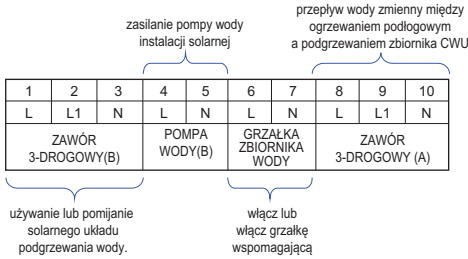 przepływ wody zmienny między
ogrzewaniem podłogowym
a podgrzewaniem zbiornika CWU
zasilanie pompy wody
instalacji solarnej
1 2 3 4 5 6 7 8 9 10
L L1 N L N L N L L1 N
ZAWÓR
3-DROGOWY(B)
POMPA
WODY(B)
GRZAŁKA
ZBIORNIKA
WODY
ZAWÓR
3-DROGOWY (A)
używanie lub pomijanie
solarnego układu
podgrzewania wody.
włącz lub
włącz grzałkę
wspomagającą